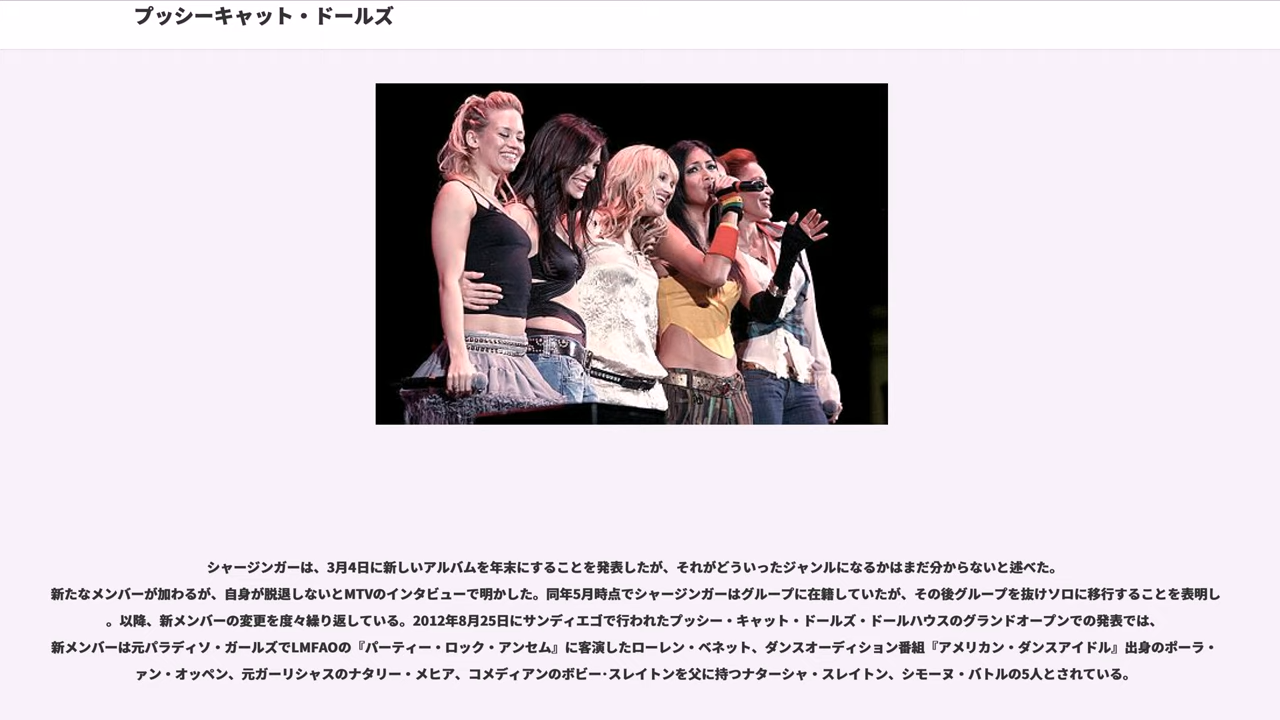 プッシーキャット・ドールズ
シャージンガーは、3月4日に新しいアルバムを年末にすることを発表したが、それがどういったジャンルになるかはまだ分からないと述べた。
新たなメンバーが加わるが、自身が脱退しないとMTVのインタビューで明かした。同年5月時点でシャージンガーはグループに在籍していたが、その後グループを抜けソロに移行することを表明し
。以降、新メンバーの変更を度々繰り返している。2012年8月25日にサンディエゴで行われたプッシー・キャット・ドールズ・ドールハウスのグランドオープンでの発表では、
新メンバーは元パラディソ・ガールズでLMFAOの『パーティー・ロック・アンセム』に客演したローレン・ベネット、ダンスオーディション番組『アメリカン・ダンスアイドル』出身のポーラ・
ァン・オッペン、元ガーリシャスのナタリー・メヒア、コメディアンのボビー·スレイトンを父に持つナターシャ・スレイトン、シモーヌ・バトルの5人とされている。